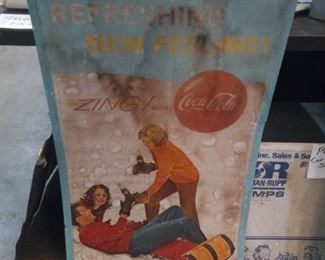 REFRESHING
NEW FEELING!
ZING! with Coca-Cola
Inc. Sales & Se
R
MAN-RUPP
MPS